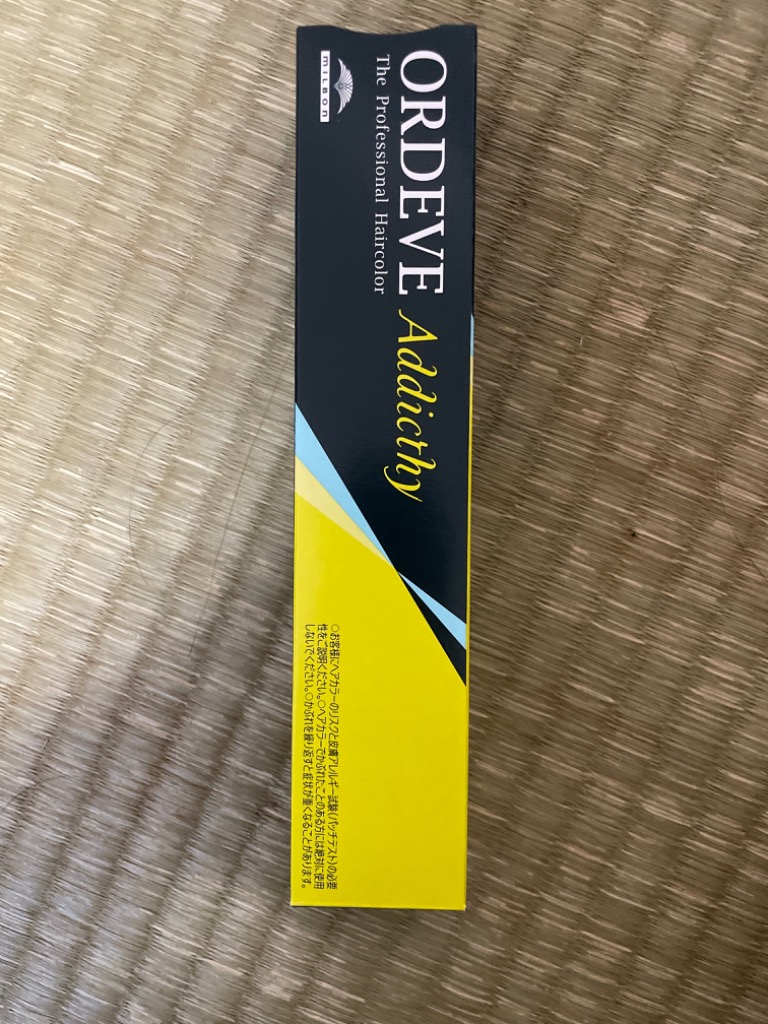 ORDEVE Addicthy
The Professional Haircolor
MILBON
○お客様にヘアカラーのリスクと皮膚アレルギー試験(パッチテスト)の必要
性をご説明ください。○ヘアカラーでかぶれたことのある方には絶対に使用
しないでください。○かぶれを繰り返すと症状が重くなることがあります。